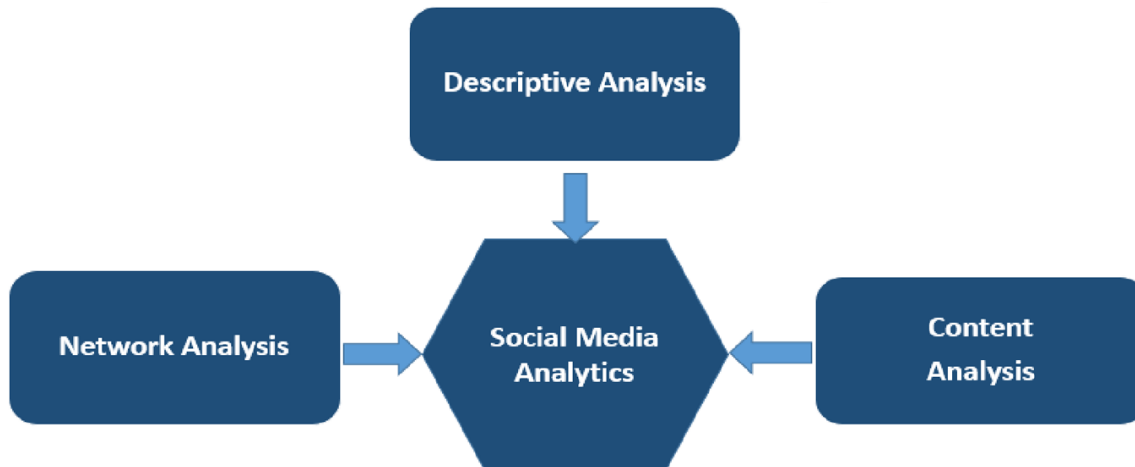 Descriptive Analysis
Network Analysis
Social Media
Analytics
Content
Analysis